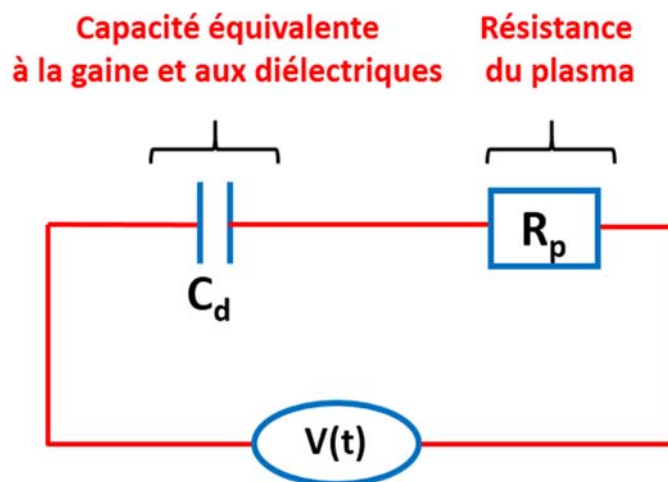 Capacité équivalente
à la gaine et aux diélectriques
Résistance
du plasma
C_d
R_p
V(t)